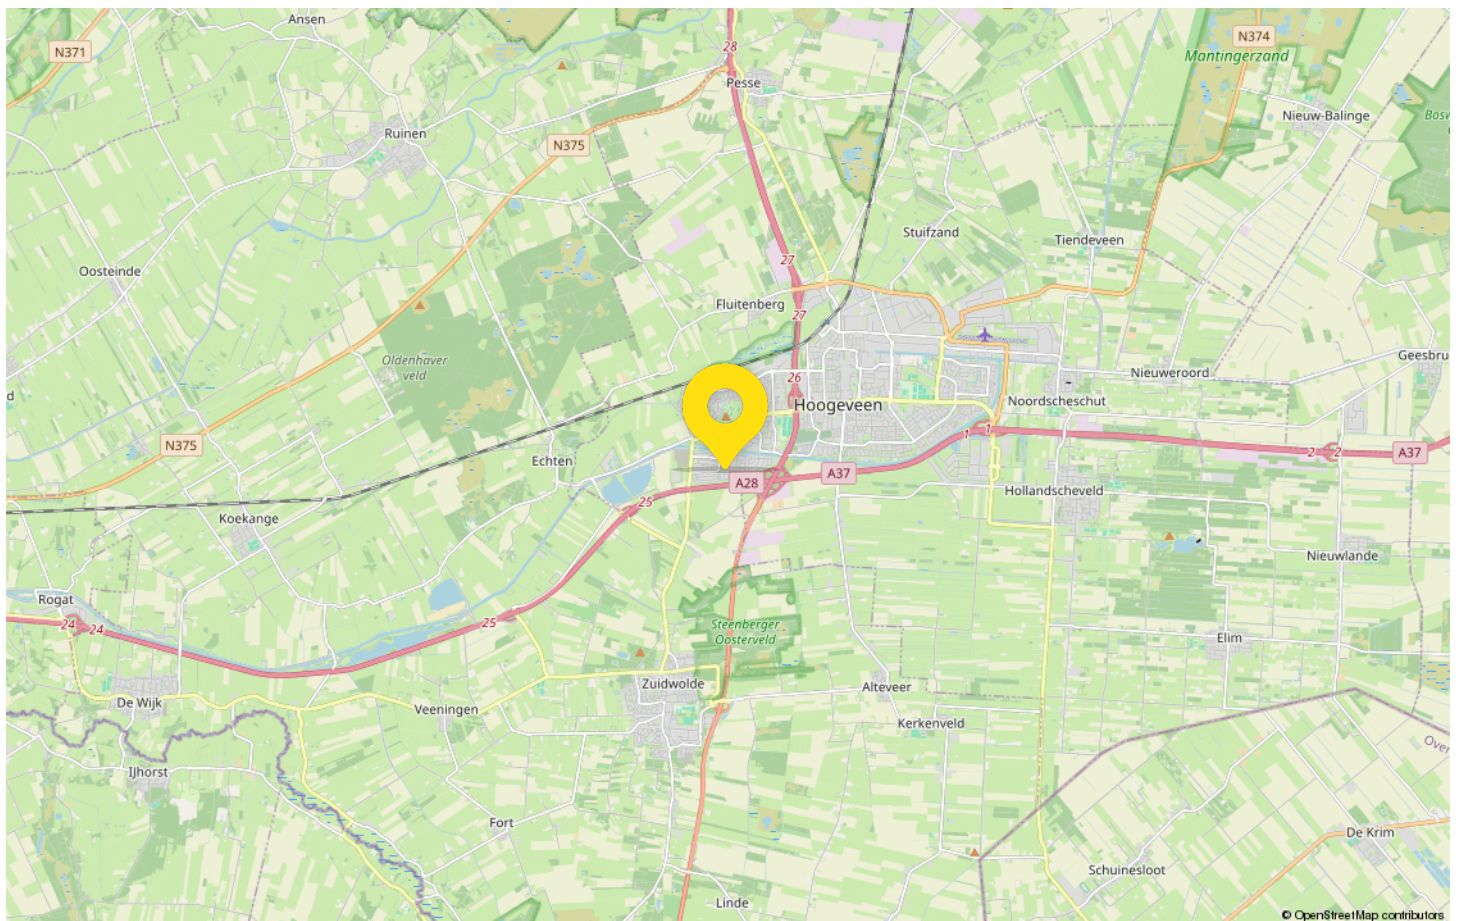 Ansen
N371
28
N374
Mantingerzand
Pesse
Nieuw-Balinge
Ruinen
N375
Stuifzand
Tiendeveen
27
Oosteinde
Fluitenberg
27
Oldenhaver
veld
Geesbru
Nieuweroord
26
d
Hoogeveen
Noordscheschut
1
1
N375
2
2
A37
Echten
A28
A37
Hollandscheveld
25
Koekange
Nieuwlande
Rogat
24
24
25
Steenberger
Oosterveld
Elim
Zuidwolde
Alteveer
De Wijk
Veeningen
Kerkenveld
Over
IJhorst
Fort
De Krim
Schuinesloot
Linde
© OpenStreetMap contributors